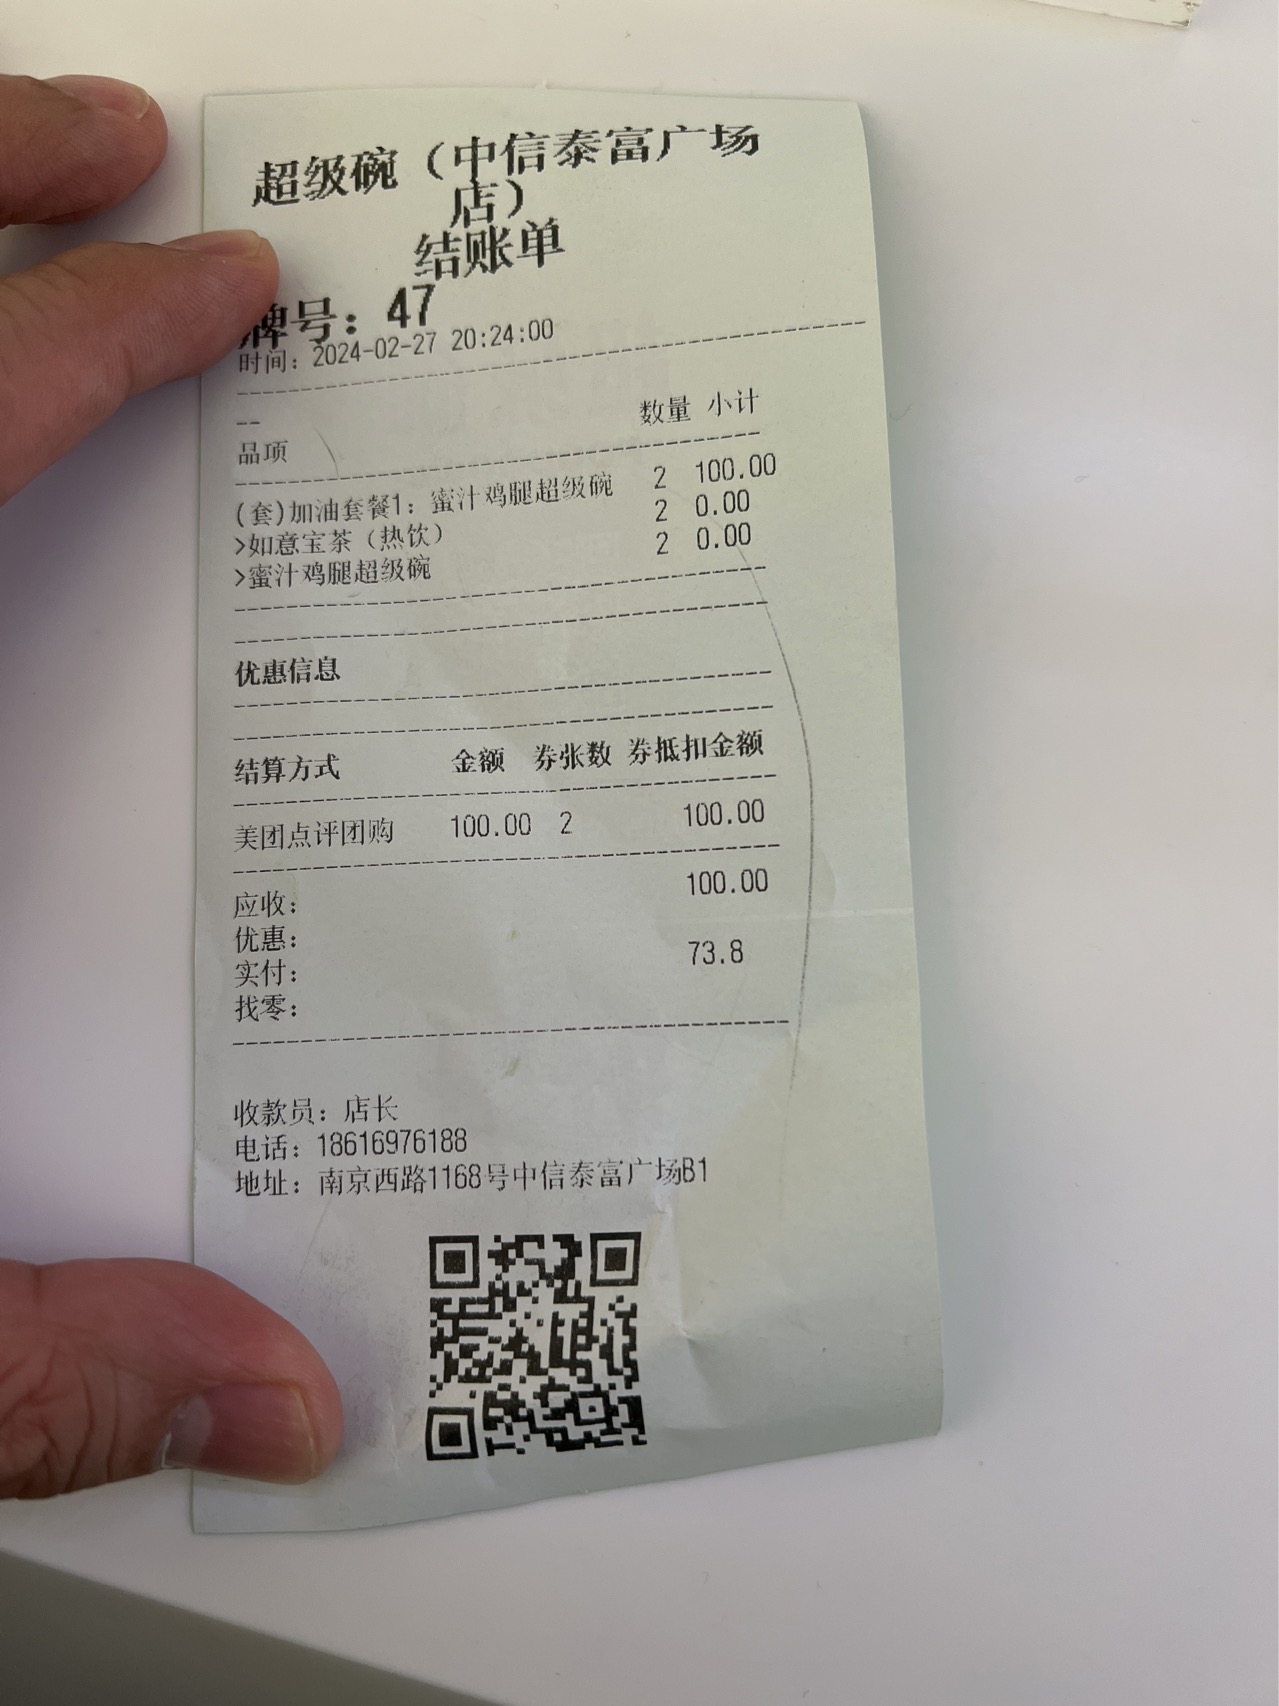 超级碗（中信泰富广场
店）
结账单
牌号：47
时间：2024-02-27 20:24:00
--
品项 数量 小计
(套)加油套餐1：蜜汁鸡腿超级碗 2 100.00
>如意宝茶（热饮） 2 0.00
>蜜汁鸡腿超级碗 2 0.00
优惠信息
结算方式 金额 券张数 券抵扣金额
美团点评团购 100.00 2 100.00
应收： 100.00
优惠：
实付： 73.8
找零：
收款员：店长
电话：18616976188
地址：南京西路1168号中信泰富广场B1